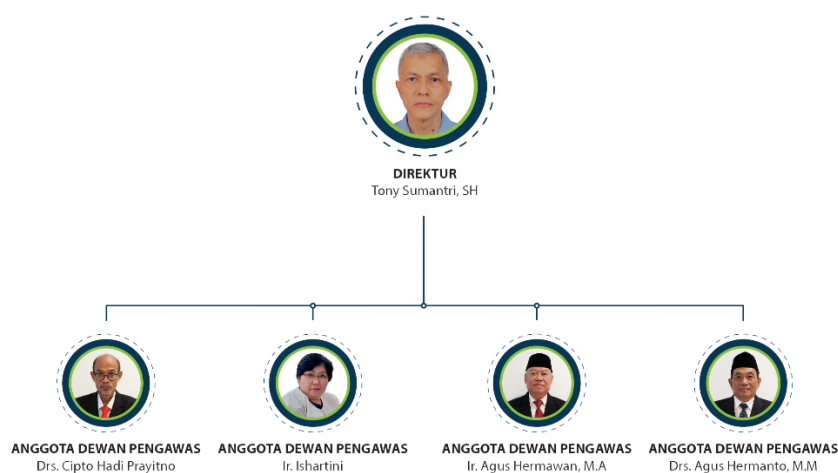 DIREKTUR
Tony Sumantri, SH
ANGGOTA DEWAN PENGAWAS
Drs. Cipto Hadi Prayitno
ANGGOTA DEWAN PENGAWAS
Ir. Ishartini
ANGGOTA DEWAN PENGAWAS
Ir. Agus Hermawan, M.A
ANGGOTA DEWAN PENGAWAS
Drs. Agus Hermanto, M.M